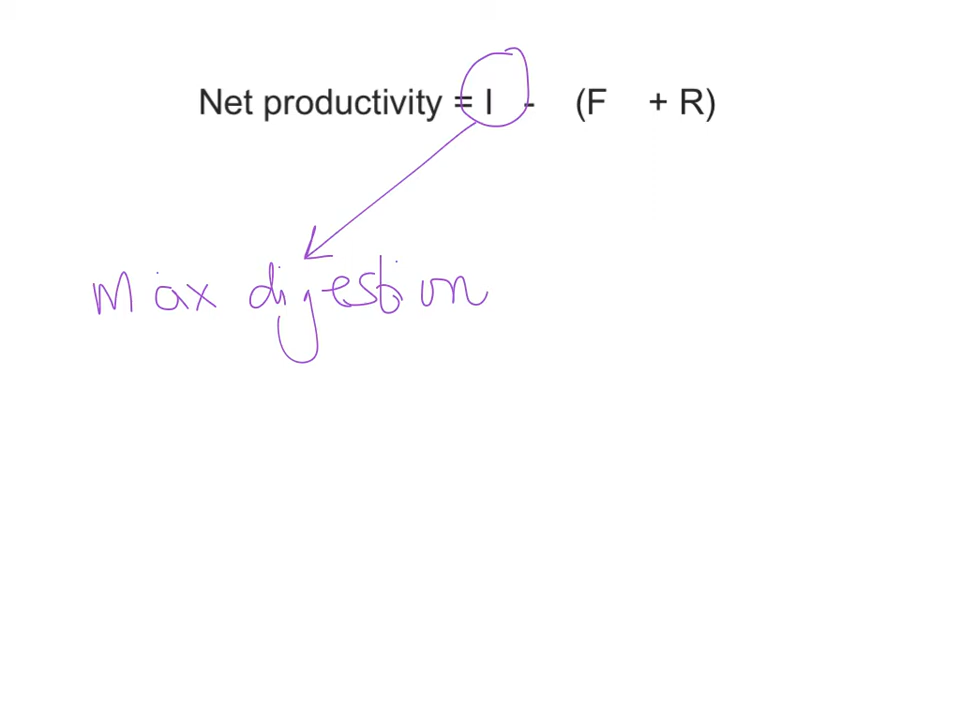 Net productivity = I - (F + R)
Max digestion